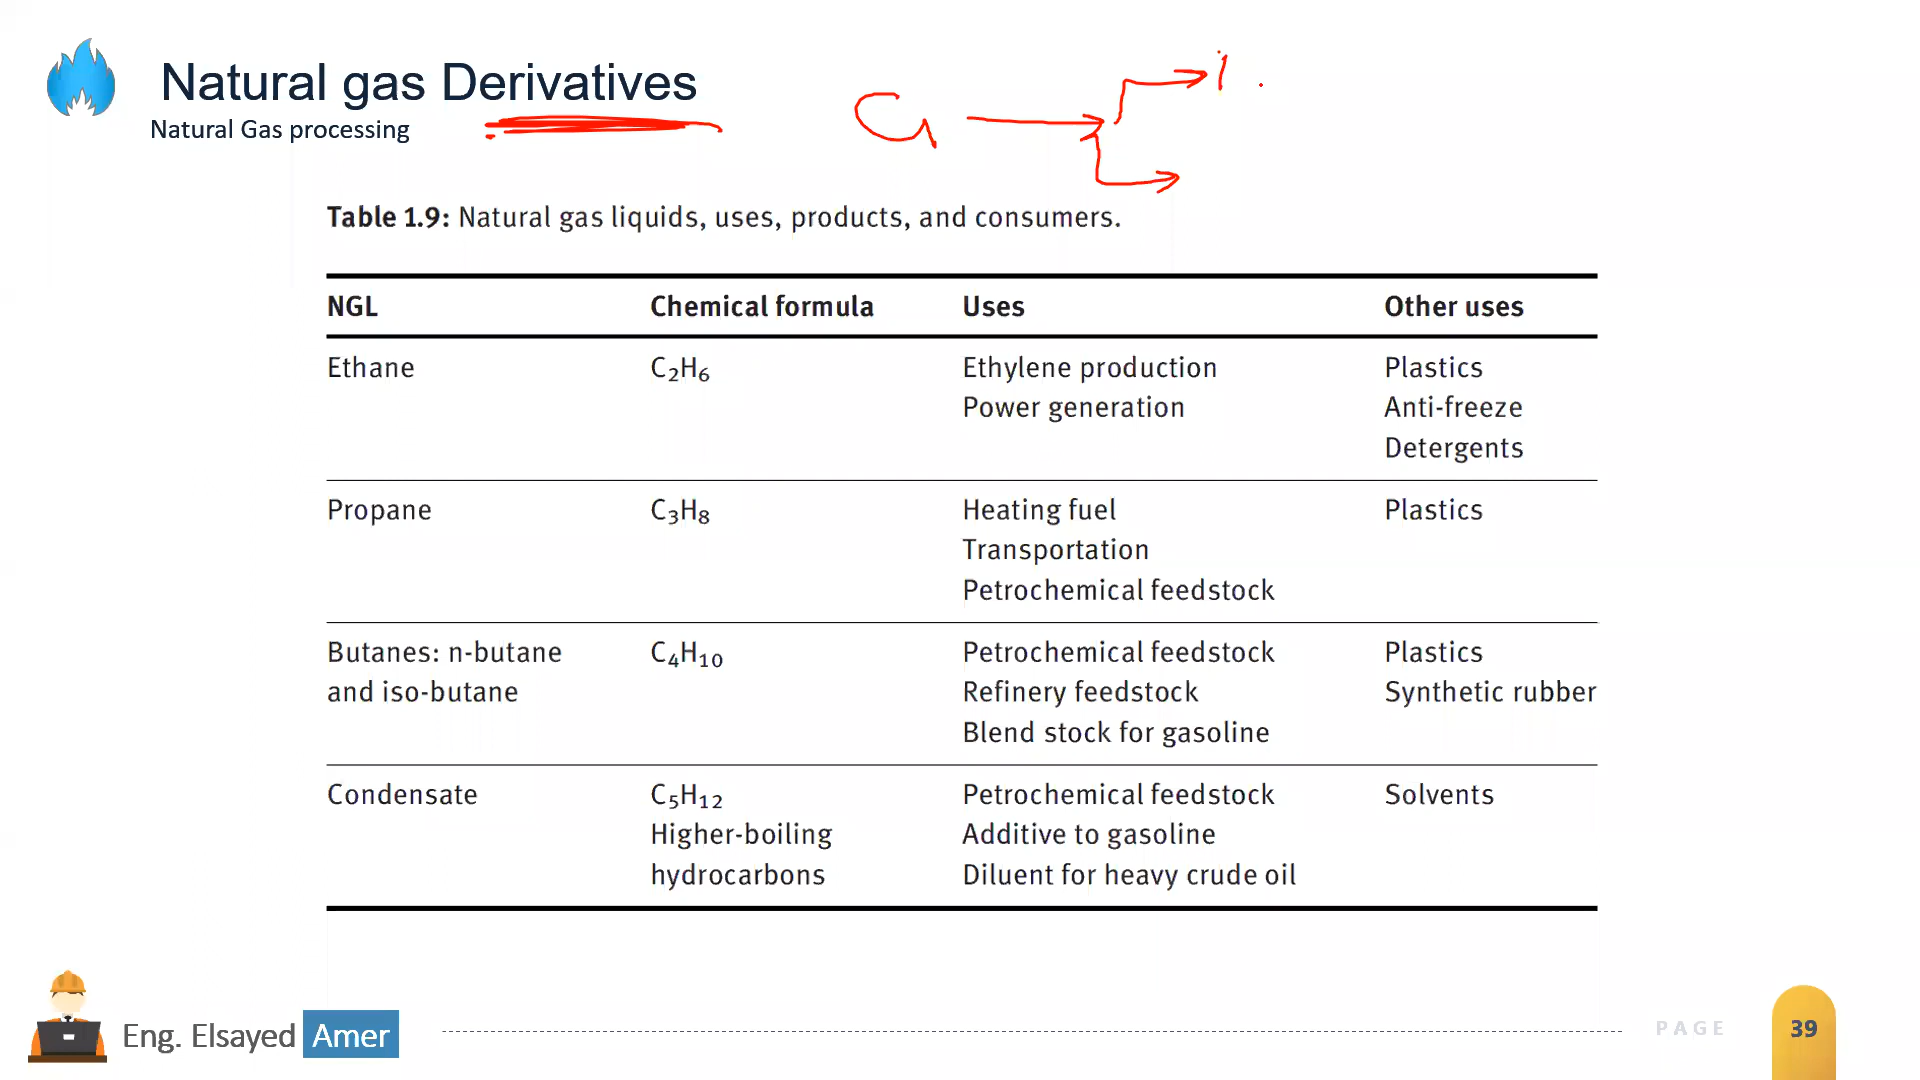 Natural gas Derivatives
Natural Gas processing
C1
i
Table 1.9: Natural gas liquids, uses, products, and consumers.
NGL Chemical formula Uses Other uses
Ethane C₂H₆ Ethylene production Plastics
Power generation Anti-freeze
Detergents
Propane C₃H₈ Heating fuel Plastics
Transportation
Petrochemical feedstock
Butanes: n-butane C₄H₁₀ Petrochemical feedstock Plastics
and iso-butane Refinery feedstock Synthetic rubber
Blend stock for gasoline
Condensate C₅H₁₂ Petrochemical feedstock Solvents
Higher-boiling Additive to gasoline
hydrocarbons Diluent for heavy crude oil
Eng. Elsayed Amer
PAGE 39